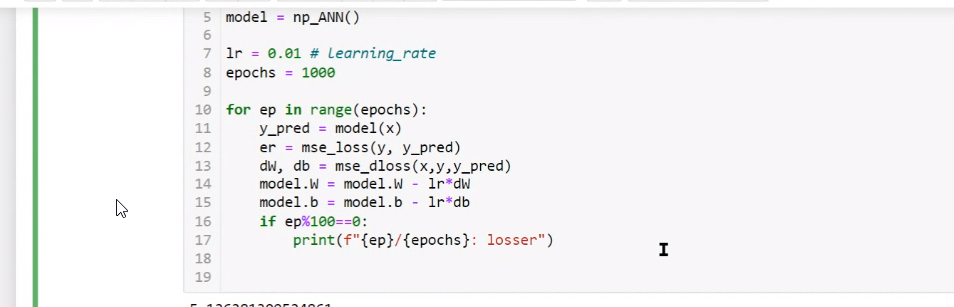 5 model = np_ANN()
6
7 lr = 0.01 # learning_rate
8 epochs = 1000
9
10 for ep in range(epochs):
11     y_pred = model(x)
12     er = mse_loss(y, y_pred)
13     dW, db = mse_dloss(x,y,y_pred)
14     model.W = model.W - lr*dW
15     model.b = model.b - lr*db
16     if ep%100==0:
17         print(f"{ep}/{epochs}: losser")
18
19